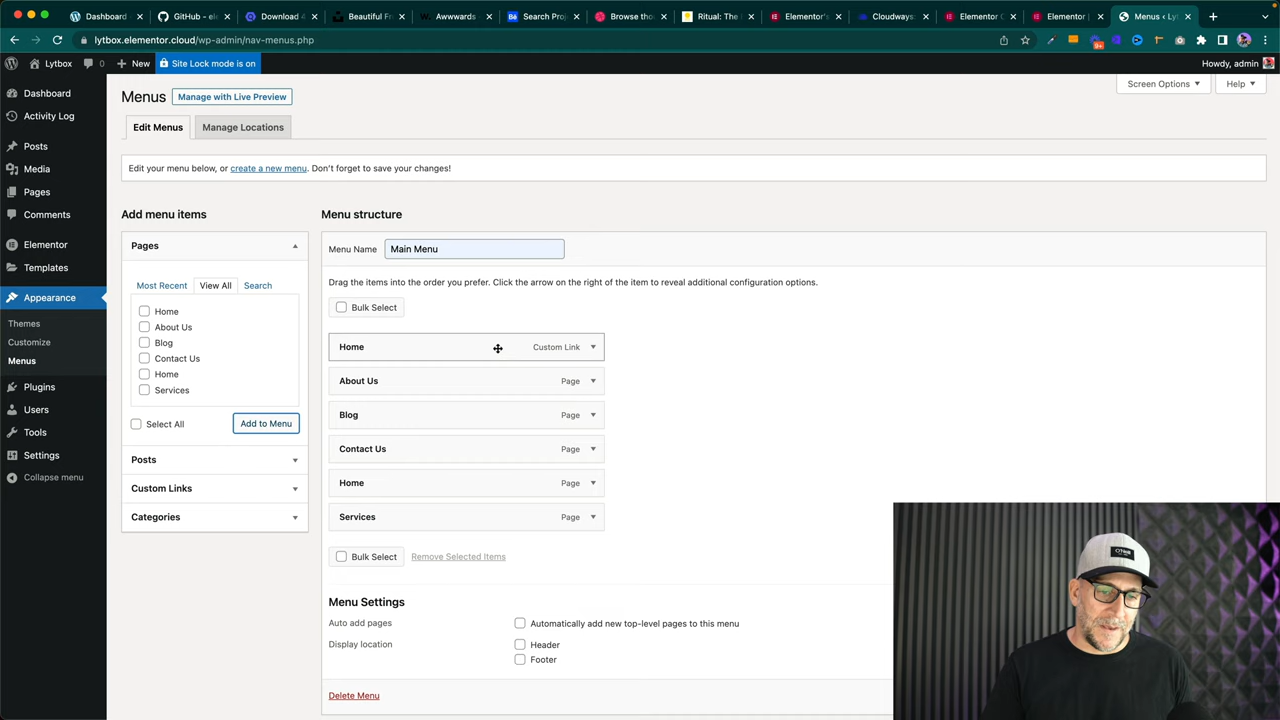 Dashboard
GitHub - ele
Download 4
Beautiful Fr
Awwwards
Search Proj
Browse thou
Ritual: The
Elementor's
Cloudways
Elementor
Elementor
Menus ‹ Lyt
lytbox.elementor.cloud/wp-admin/nav-menus.php
Lytbox
0
New
Site Lock mode is on
Howdy, admin
Dashboard
Activity Log
Posts
Media
Pages
Comments
Elementor
Templates
Appearance
Themes
Customize
Menus
Plugins
Users
Tools
Settings
Collapse menu
Menus
Manage with Live Preview
Screen Options
Help
Edit Menus
Manage Locations
Edit your menu below, or create a new menu. Don't forget to save your changes!
Add menu items
Pages
Most Recent
View All
Search
Home
About Us
Blog
Contact Us
Home
Services
Select All
Add to Menu
Posts
Custom Links
Categories
Menu structure
Menu Name
Main Menu
Drag the items into the order you prefer. Click the arrow on the right of the item to reveal additional configuration options.
Bulk Select
Home Custom Link
About Us Page
Blog Page
Contact Us Page
Home Page
Services Page
Bulk Select
Remove Selected Items
Menu Settings
Auto add pages
Automatically add new top-level pages to this menu
Display location
Header
Footer
Delete Menu